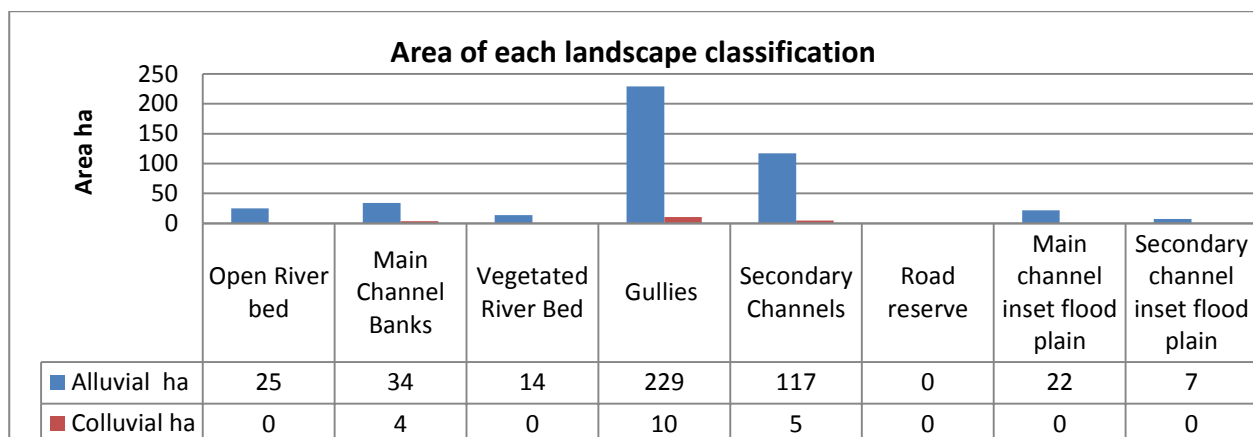 Area of each landscape classification
Area ha
250
200
150
100
50
0
Open River bed
Main Channel Banks
Vegetated River Bed
Gullies
Secondary Channels
Road reserve
Main channel inset flood plain
Secondary channel inset flood plain
Alluvial ha 25 34 14 229 117 0 22 7
Colluvial ha 0 4 0 10 5 0 0 0